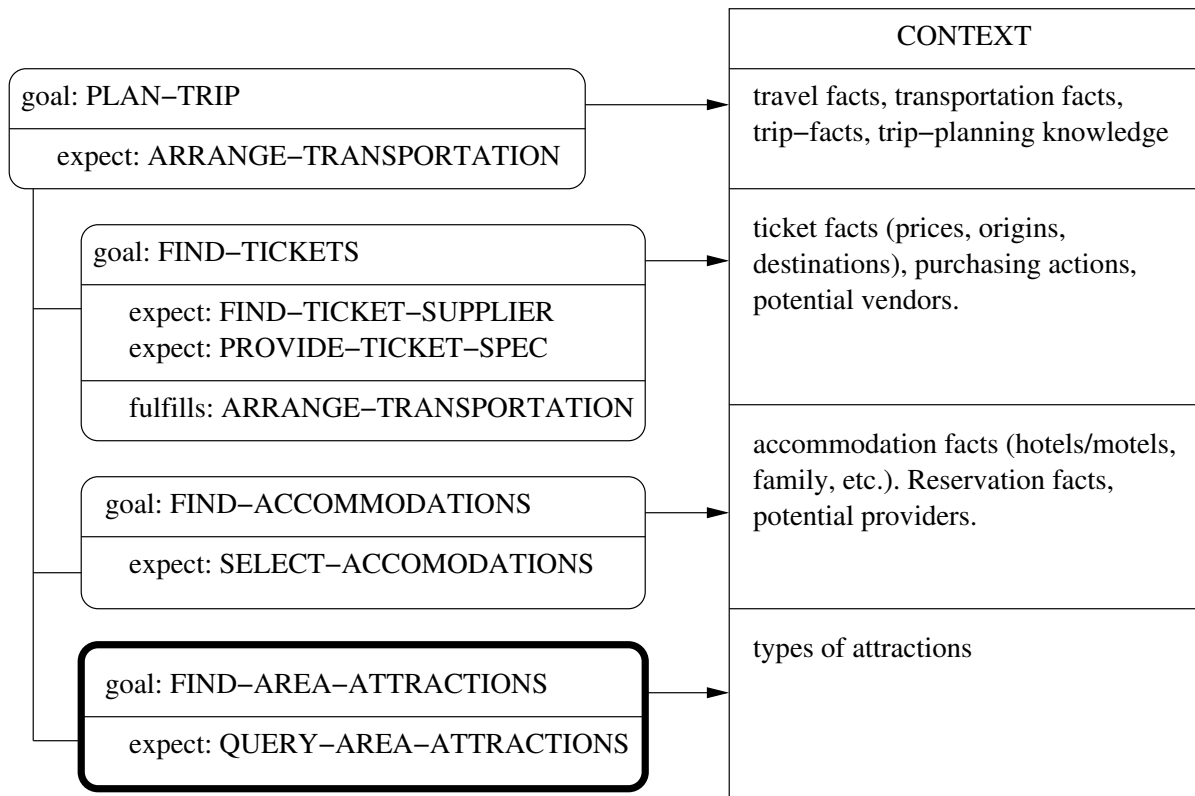 CONTEXT
goal: PLAN−TRIP
expect: ARRANGE−TRANSPORTATION
travel facts, transportation facts,
trip−facts, trip−planning knowledge
goal: FIND−TICKETS
expect: FIND−TICKET−SUPPLIER
expect: PROVIDE−TICKET−SPEC
fulfills: ARRANGE−TRANSPORTATION
ticket facts (prices, origins,
destinations), purchasing actions,
potential vendors.
goal: FIND−ACCOMMODATIONS
expect: SELECT−ACCOMODATIONS
accommodation facts (hotels/motels,
family, etc.). Reservation facts,
potential providers.
goal: FIND−AREA−ATTRACTIONS
expect: QUERY−AREA−ATTRACTIONS
types of attractions